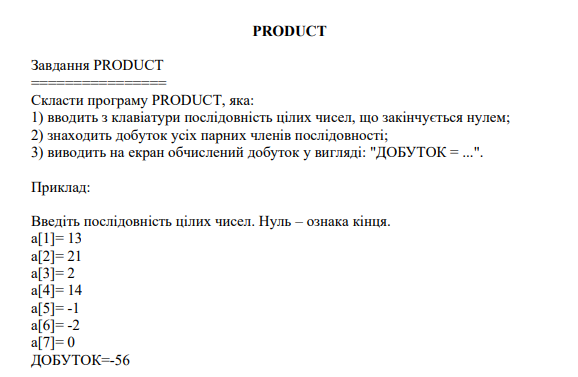 PRODUCT
Завдання PRODUCT
================
Скласти програму PRODUCT, яка:
1) вводить з клавіатури послідовність цілих чисел, що закінчується нулем;
2) знаходить добуток усіх парних членів послідовності;
3) виводить на екран обчислений добуток у вигляді: "ДОБУТОК = ...".
Приклад:
Введіть послідовність цілих чисел. Нуль – ознака кінця.
a[1]= 13
a[2]= 21
a[3]= 2
a[4]= 14
a[5]= -1
a[6]= -2
a[7]= 0
ДОБУТОК=-56